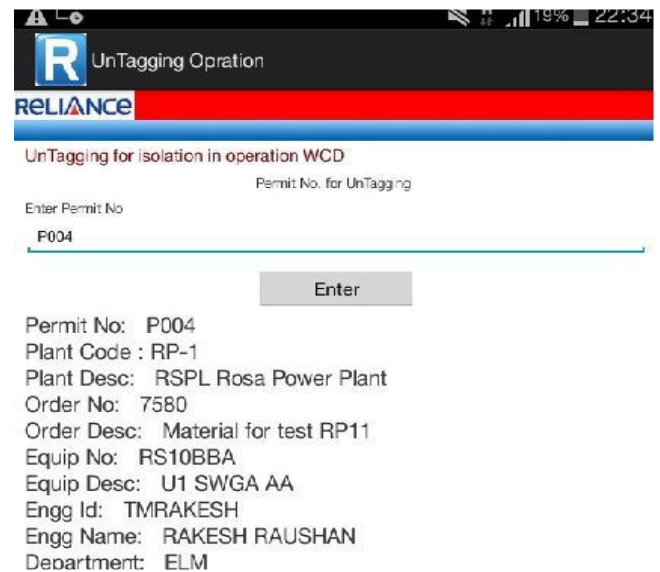 19% 22:34
R UnTagging Opration
RELIANCE
UnTagging for isolation in operation WCD
Permit No. for UnTagging
Enter Permit No
P004
Enter
Permit No: P004
Plant Code : RP-1
Plant Desc: RSPL Rosa Power Plant
Order No: 7580
Order Desc: Material for test RP11
Equip No: RS10BBA
Equip Desc: U1 SWGA AA
Engg Id: TMRAKESH
Engg Name: RAKESH RAUSHAN
Department: ELM